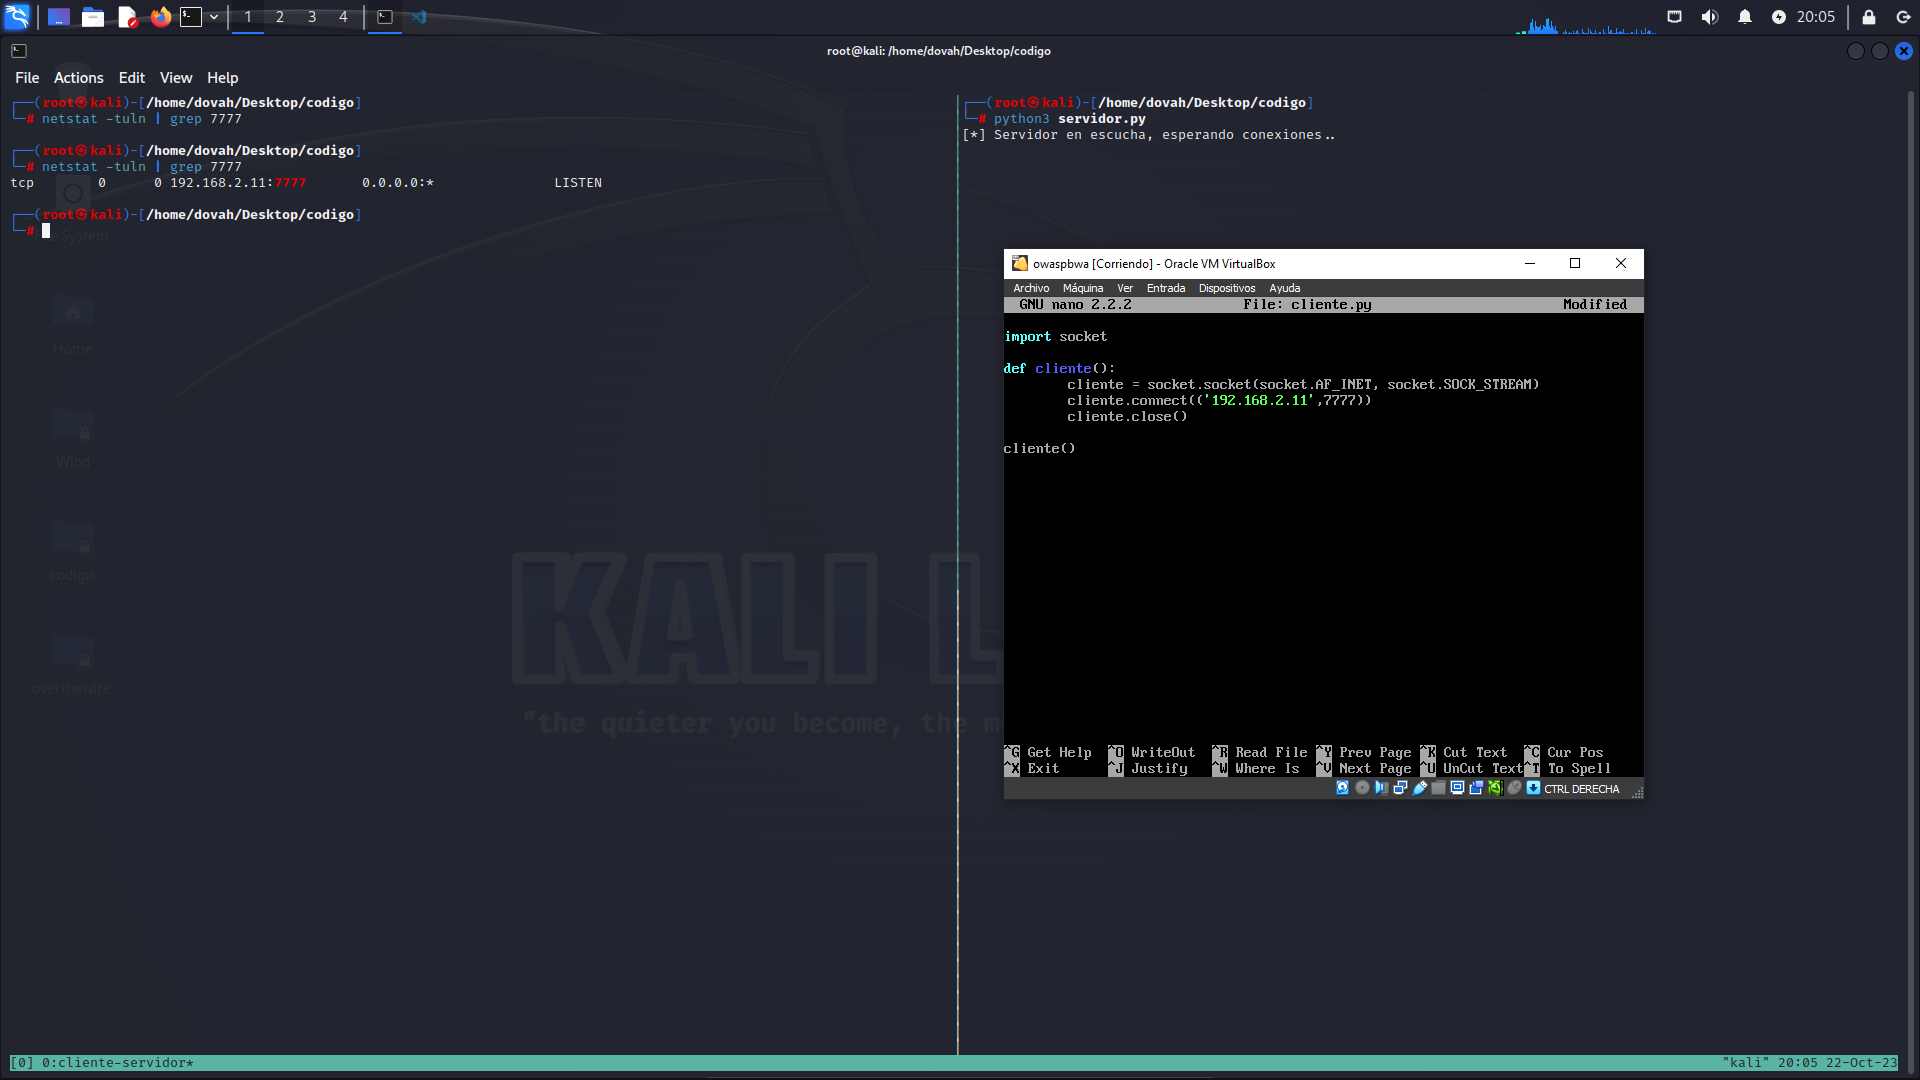 1 2 3 4
20:05
root@kali: /home/dovah/Desktop/codigo
File Actions Edit View Help
┌──(root㉿kali)-[/home/dovah/Desktop/codigo]
└─# netstat -tuln | grep 7777
┌──(root㉿kali)-[/home/dovah/Desktop/codigo]
└─# netstat -tuln | grep 7777
tcp 0 0 192.168.2.11:7777 0.0.0.0:* LISTEN
┌──(root㉿kali)-[/home/dovah/Desktop/codigo]
└─#
┌──(root㉿kali)-[/home/dovah/Desktop/codigo]
└─# python3 servidor.py
[*] Servidor en escucha, esperando conexiones..
System
Home
Wind
codigo
overthewire
KALI L
"the quieter you become, the m
owaspbwa [Corriendo] - Oracle VM VirtualBox
Archivo Máquina Ver Entrada Dispositivos Ayuda
GNU nano 2.2.2 File: cliente.py Modified
import socket
def cliente():
cliente = socket.socket(socket.AF_INET, socket.SOCK_STREAM)
cliente.connect(('192.168.2.11',7777))
cliente.close()
cliente()
^G Get Help ^O WriteOut ^R Read File ^Y Prev Page ^K Cut Text ^C Cur Pos
^X Exit ^J Justify ^W Where Is ^V Next Page ^U UnCut Text ^T To Spell
CTRL DERECHA
[0] 0:cliente-servidor* "kali" 20:05 22-Oct-23